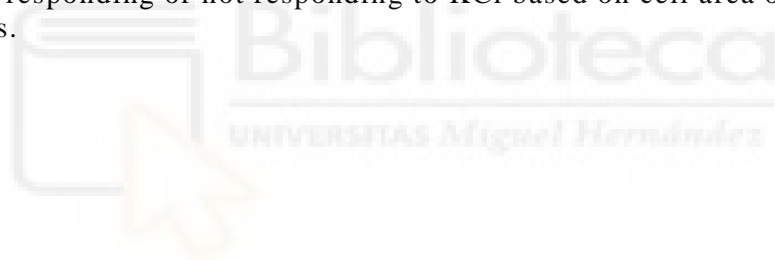 responding or not responding to KCl based on cell area o
s.
Biblioteca
UNIVERSITAS Miguel Hernández